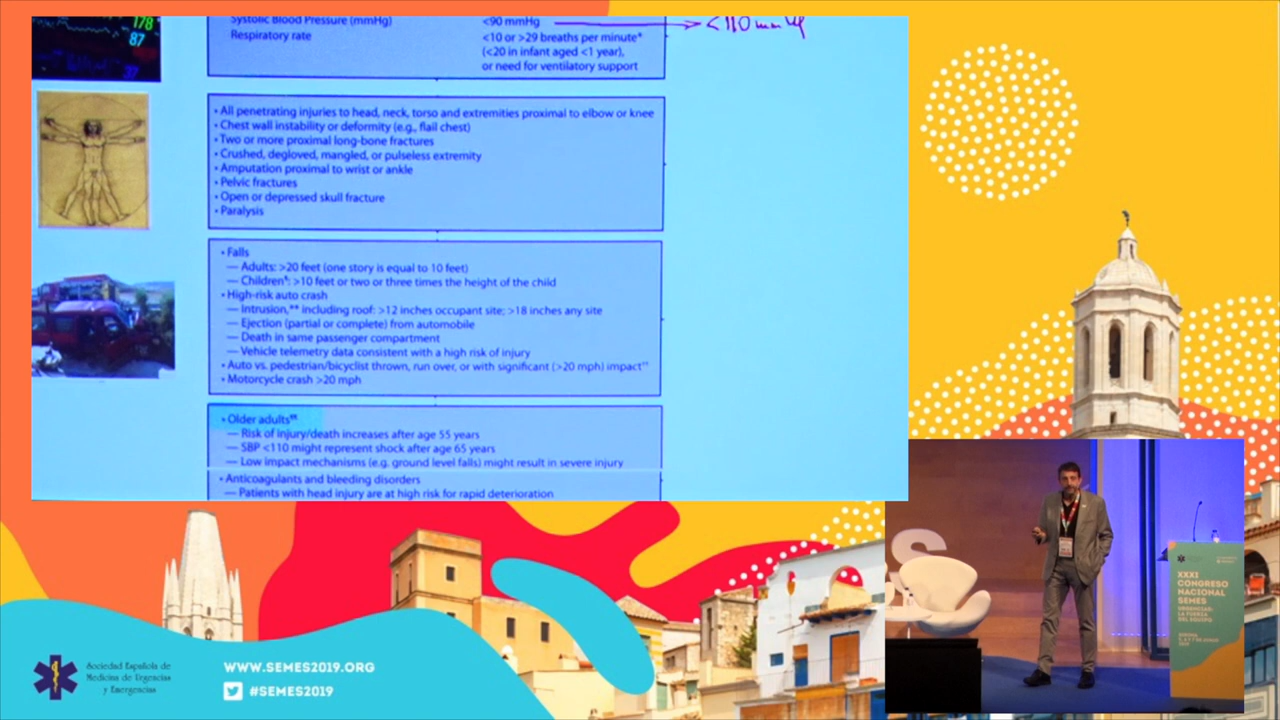 178
87
37
Systolic Blood Pressure (mmHg)
<90 mmHg
<110 mmHg
Respiratory rate
<10 or >29 breaths per minute*
(<20 in infant aged <1 year),
or need for ventilatory support
• All penetrating injuries to head, neck, torso and extremities proximal to elbow or knee
• Chest wall instability or deformity (e.g., flail chest)
• Two or more proximal long-bone fractures
• Crushed, degloved, mangled, or pulseless extremity
• Amputation proximal to wrist or ankle
• Pelvic fractures
• Open or depressed skull fracture
• Paralysis
• Falls
— Adults: >20 feet (one story is equal to 10 feet)
— Children¶: >10 feet or two or three times the height of the child
• High-risk auto crash
— Intrusion,** including roof: >12 inches occupant site; >18 inches any site
— Ejection (partial or complete) from automobile
— Death in same passenger compartment
— Vehicle telemetry data consistent with a high risk of injury
• Auto vs. pedestrian/bicyclist thrown, run over, or with significant (>20 mph) impact††
• Motorcycle crash >20 mph
• Older adults¶¶
— Risk of injury/death increases after age 55 years
— SBP <110 might represent shock after age 65 years
— Low impact mechanisms (e.g. ground level falls) might result in severe injury
• Anticoagulants and bleeding disorders
— Patients with head injury are at high risk for rapid deterioration
S
XXXI
CONGRESO
NACIONAL
SEMES
URGENCIAS:
LA FUERZA
DEL EQUIPO
Sociedad Española de
Medicina de Urgencias
y Emergencias
WWW.SEMES2019.ORG
#SEMES2019